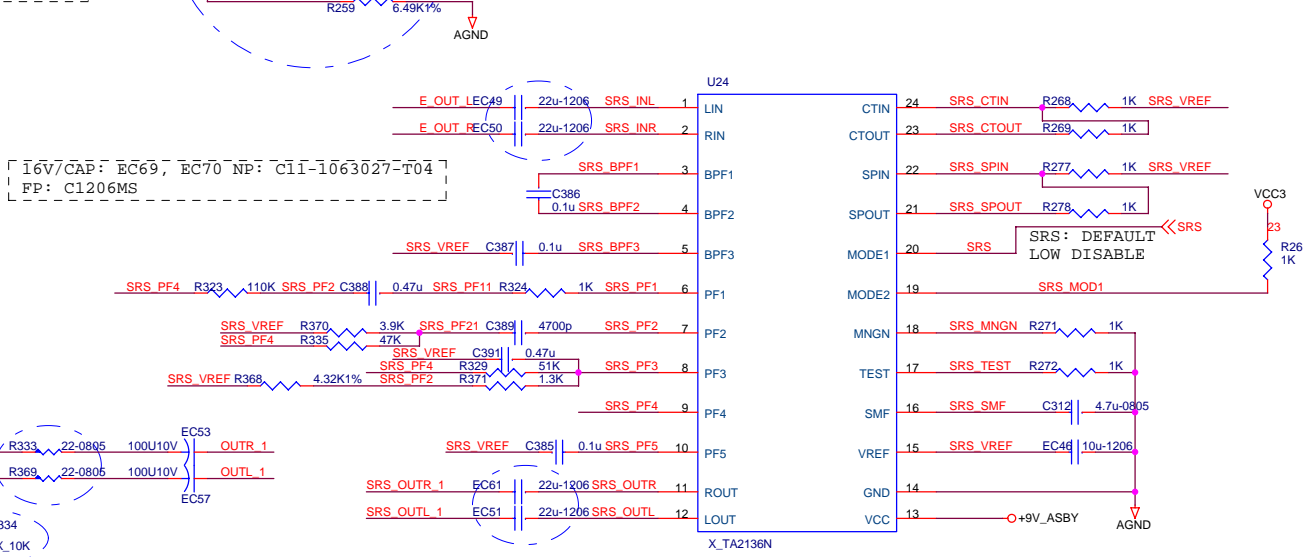 R259 6.49K1%
AGND
U24
E_OUT_L EC49 22u-1206 SRS_INL 1 LIN CTIN 24 SRS_CTIN R268 1K SRS_VREF
E_OUT_R EC50 22u-1206 SRS_INR 2 RIN CTOUT 23 SRS_CTOUT R269 1K
16V/CAP: EC69, EC70 NP: C11-1063027-T04
FP: C1206MS
SRS_BPF1 3 BPF1 SPIN 22 SRS_SPIN R277 1K SRS_VREF
C386
0.1u SRS_BPF2 4 BPF2 SPOUT 21 SRS_SPOUT R278 1K
VCC3
SRS 23
SRS: DEFAULT
LOW DISABLE
SRS_VREF C387 0.1u SRS_BPF3 5 BPF3 MODE1 20 SRS
R26
1K
SRS_PF4 R323 110K SRS_PF2 C388 0.47u SRS_PF11 R324 1K SRS_PF1 6 PF1 MODE2 19 SRS_MOD1
SRS_VREF R370 3.9K SRS_PF21 C389 4700p SRS_PF2 7 PF2 MNGN 18 SRS_MNGN R271 1K
SRS_PF4 R335 47K
SRS_VREF C391 0.47u
SRS_PF4 R329 51K SRS_PF3 8 PF3 TEST 17 SRS_TEST R272 1K
SRS_VREF R368 4.32K1% SRS_PF2 R371 1.3K
SRS_PF4 9 PF4 SMF 16 SRS_SMF C312 4.7u-0805
EC53
R333 22-0805 100U10V OUTR_1
SRS_VREF C385 0.1u SRS_PF5 10 PF5 VREF 15 SRS_VREF EC46 10u-1206
R369 22-0805 100U10V OUTL_1
EC57
SRS_OUTR_1 EC61 22u-1206 SRS_OUTR 11 ROUT GND 14
SRS_OUTL_1 EC51 22u-1206 SRS_OUTL 12 LOUT VCC 13 +9V_ASBY
AGND
334
_10K
X_TA2136N